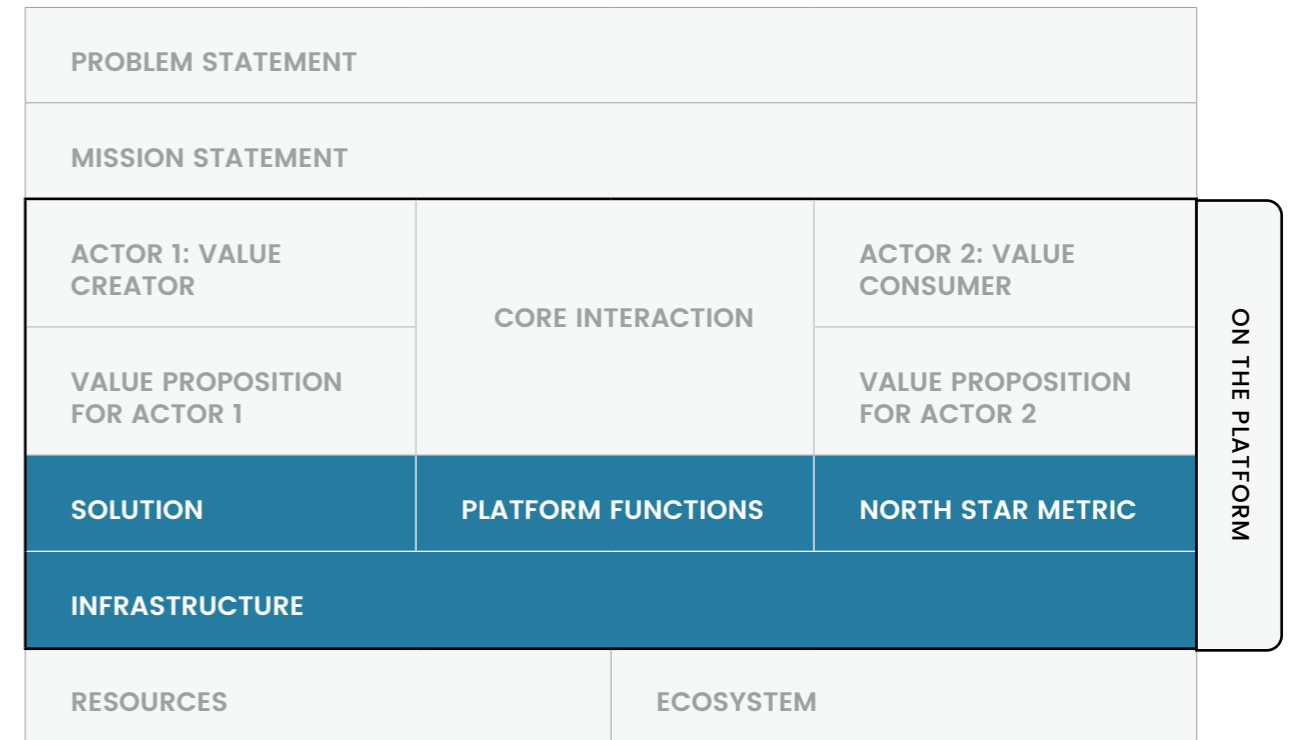 PROBLEM STATEMENT
MISSION STATEMENT
ACTOR 1: VALUE
CREATOR
CORE INTERACTION
ACTOR 2: VALUE
CONSUMER
VALUE PROPOSITION
FOR ACTOR 1
VALUE PROPOSITION
FOR ACTOR 2
ON THE PLATFORM
SOLUTION
PLATFORM FUNCTIONS
NORTH STAR METRIC
INFRASTRUCTURE
RESOURCES
ECOSYSTEM